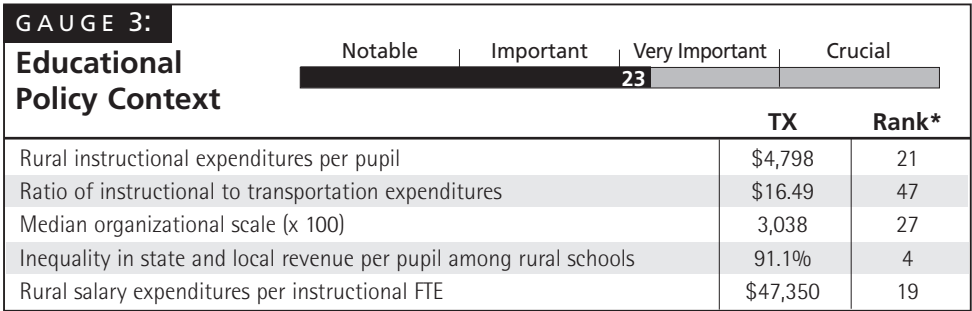 GAUGE 3:
Educational
Policy Context
Notable Important Very Important Crucial
23
TX Rank*
Rural instructional expenditures per pupil $4,798 21
Ratio of instructional to transportation expenditures $16.49 47
Median organizational scale (x 100) 3,038 27
Inequality in state and local revenue per pupil among rural schools 91.1% 4
Rural salary expenditures per instructional FTE $47,350 19